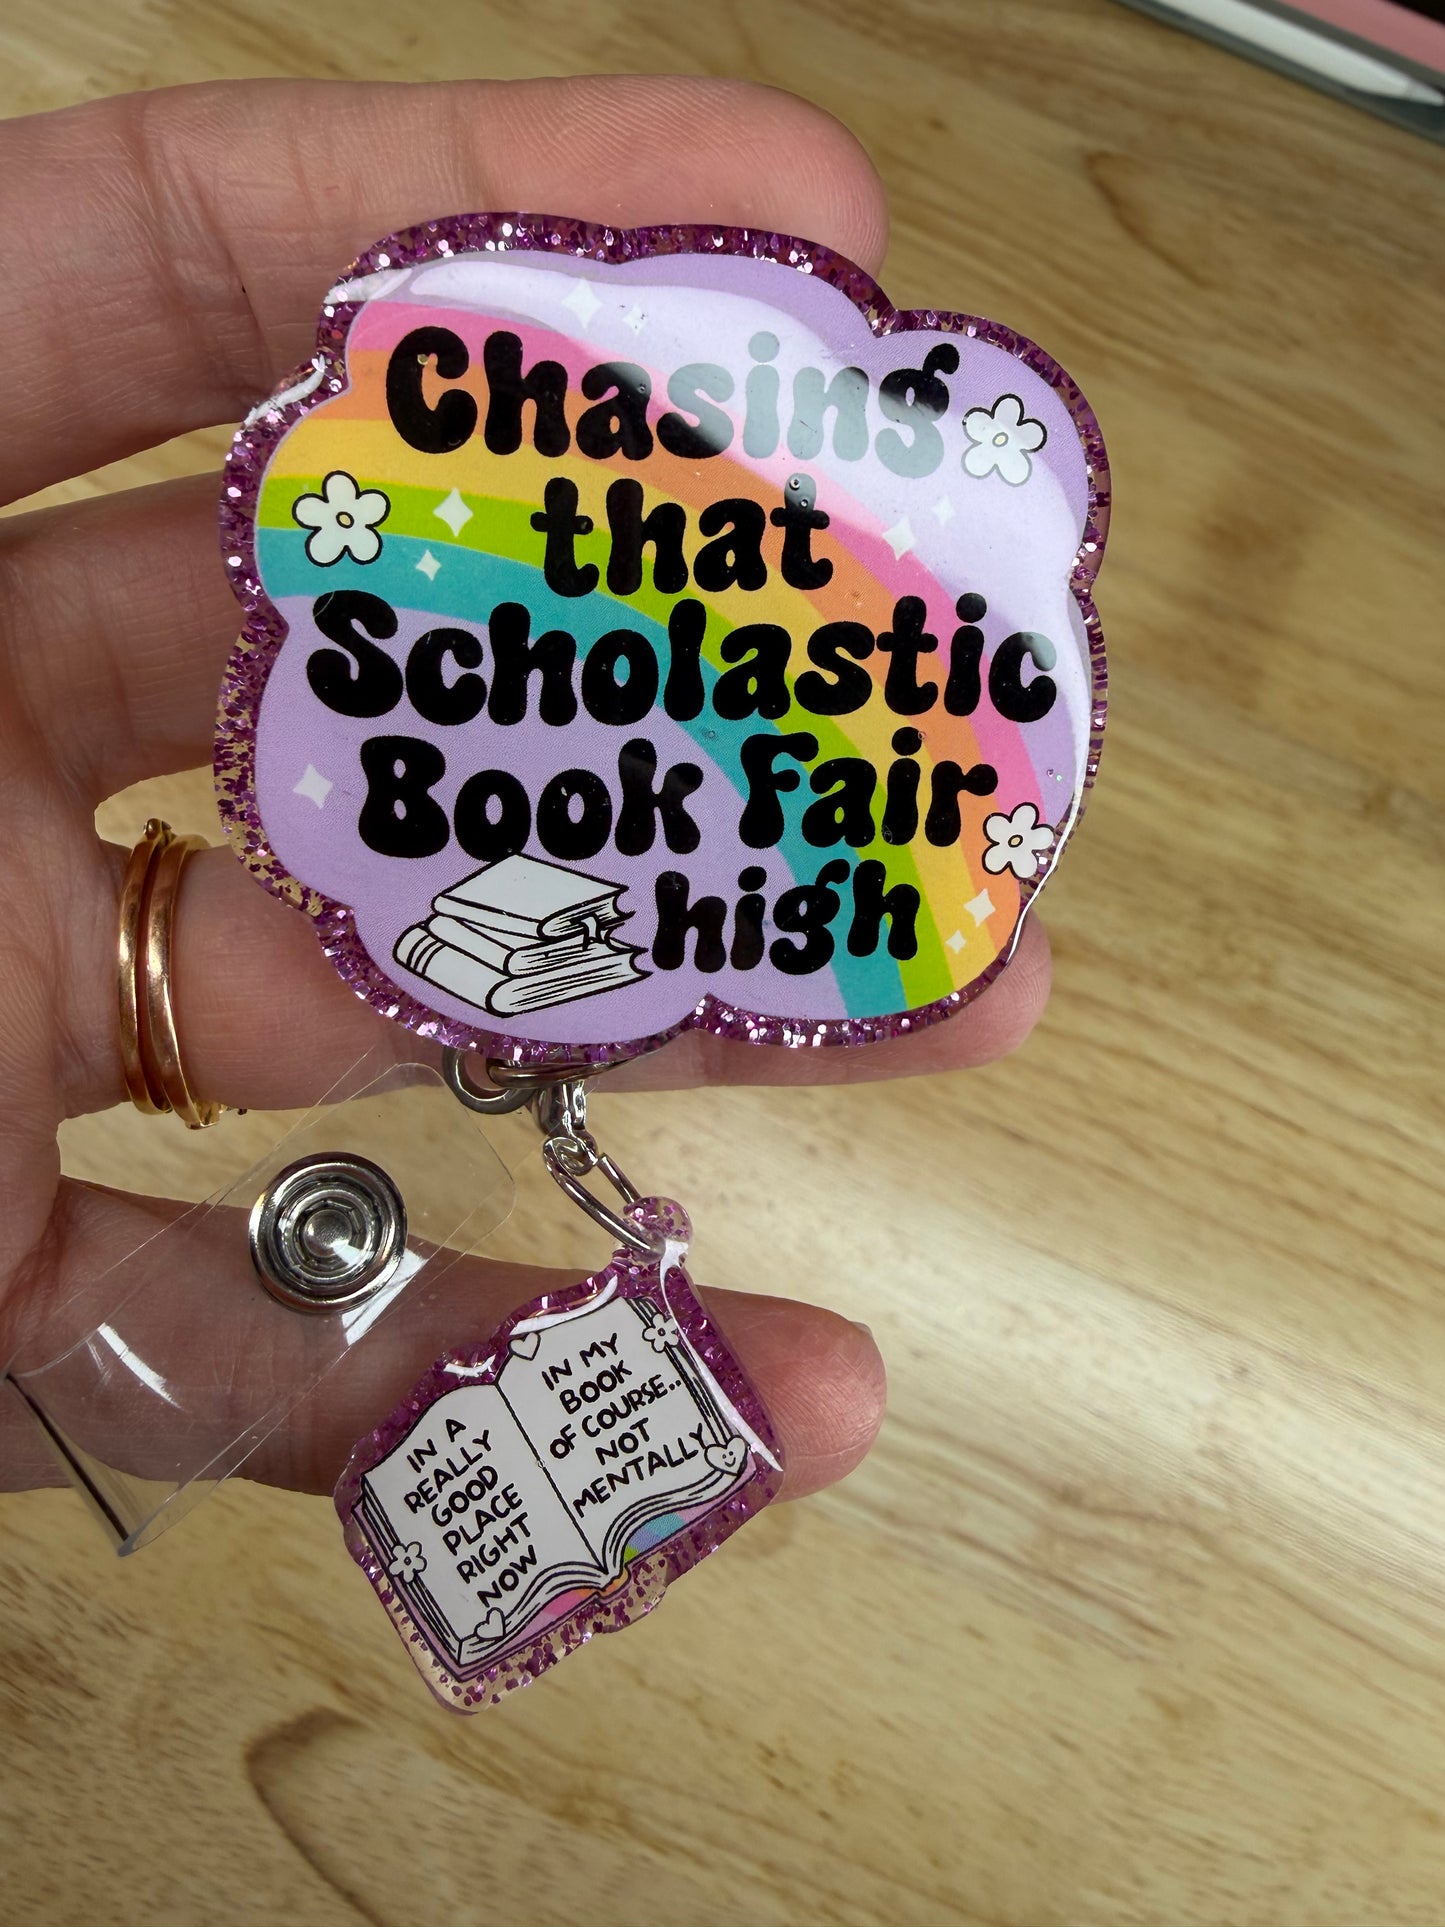 Chasing
that
Scholastic
Book Fair
high
IN A
REALLY
GOOD
PLACE
RIGHT
NOW
IN MY
BOOK
OF COURSE..
NOT
MENTALLY